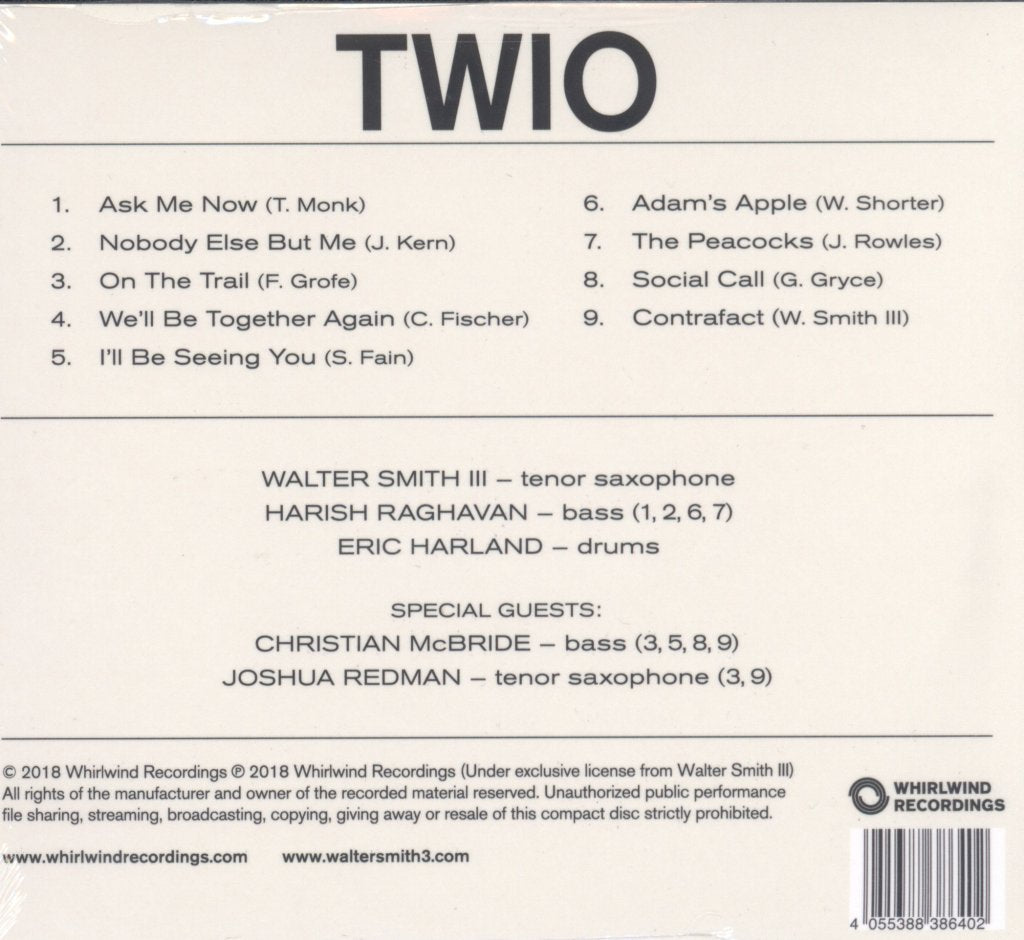 TWIO
1. Ask Me Now (T. Monk)
2. Nobody Else But Me (J. Kern)
3. On The Trail (F. Grofe)
4. We'll Be Together Again (C. Fischer)
5. I'll Be Seeing You (S. Fain)
6. Adam's Apple (W. Shorter)
7. The Peacocks (J. Rowles)
8. Social Call (G. Gryce)
9. Contrafact (W. Smith III)
WALTER SMITH III – tenor saxophone
HARISH RAGHAVAN – bass (1, 2, 6, 7)
ERIC HARLAND – drums
SPECIAL GUESTS:
CHRISTIAN McBRIDE – bass (3, 5, 8, 9)
JOSHUA REDMAN – tenor saxophone (3, 9)
© 2018 Whirlwind Recordings ℗ 2018 Whirlwind Recordings (Under exclusive license from Walter Smith III)
All rights of the manufacturer and owner of the recorded material reserved. Unauthorized public performance
file sharing, streaming, broadcasting, copying, giving away or resale of this compact disc strictly prohibited.
www.whirlwindrecordings.com www.waltersmith3.com
WHIRLWIND
RECORDINGS
4 055388 386402